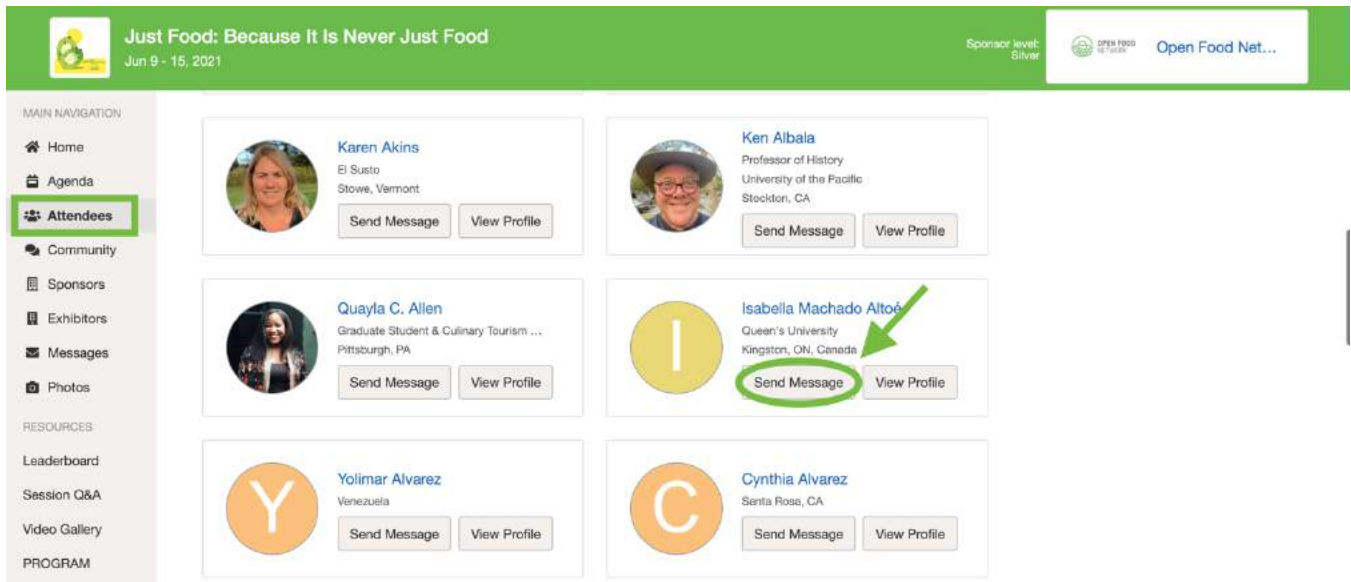 Just Food: Because It Is Never Just Food
Jun 9 - 15, 2021
Sponsor level:
Silver
OPEN FOOD
NETWORK
Open Food Net...
MAIN NAVIGATION
Home
Agenda
Attendees
Community
Sponsors
Exhibitors
Messages
Photos
RESOURCES
Leaderboard
Session Q&A
Video Gallery
PROGRAM
Karen Akins
El Susto
Stowe, Vermont
Send Message View Profile
Ken Albala
Professor of History
University of the Pacific
Stockton, CA
Send Message View Profile
Quayla C. Allen
Graduate Student & Culinary Tourism ...
Pittsburgh, PA
Send Message View Profile
I
Isabella Machado Altoé
Queen's University
Kingston, ON, Canada
Send Message View Profile
Y
Yolimar Alvarez
Venezuela
Send Message View Profile
C
Cynthia Alvarez
Santa Rosa, CA
Send Message View Profile